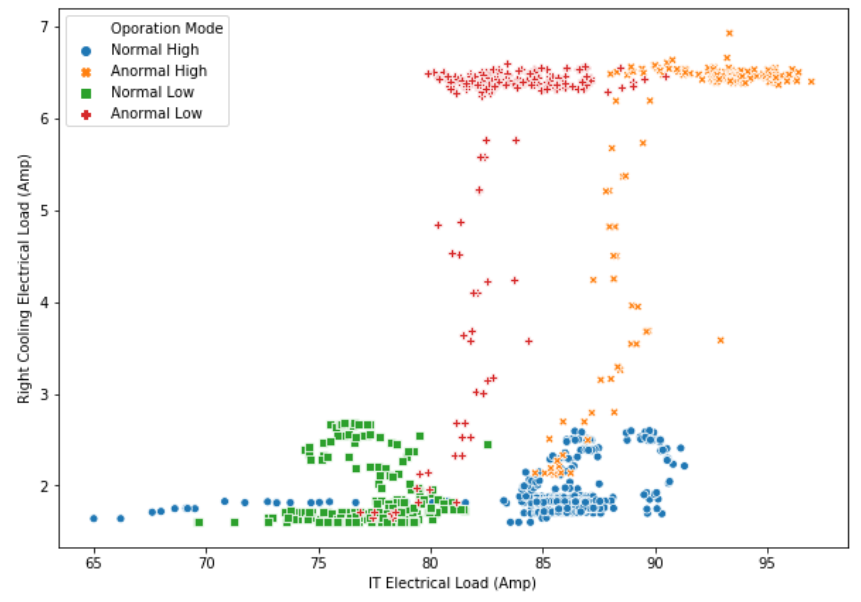 Oporation Mode
Normal High
Anormal High
Normal Low
Anormal Low
7
6
5
4
3
2
Right Cooling Electrical Load (Amp)
65 70 75 80 85 90 95
IT Electrical Load (Amp)